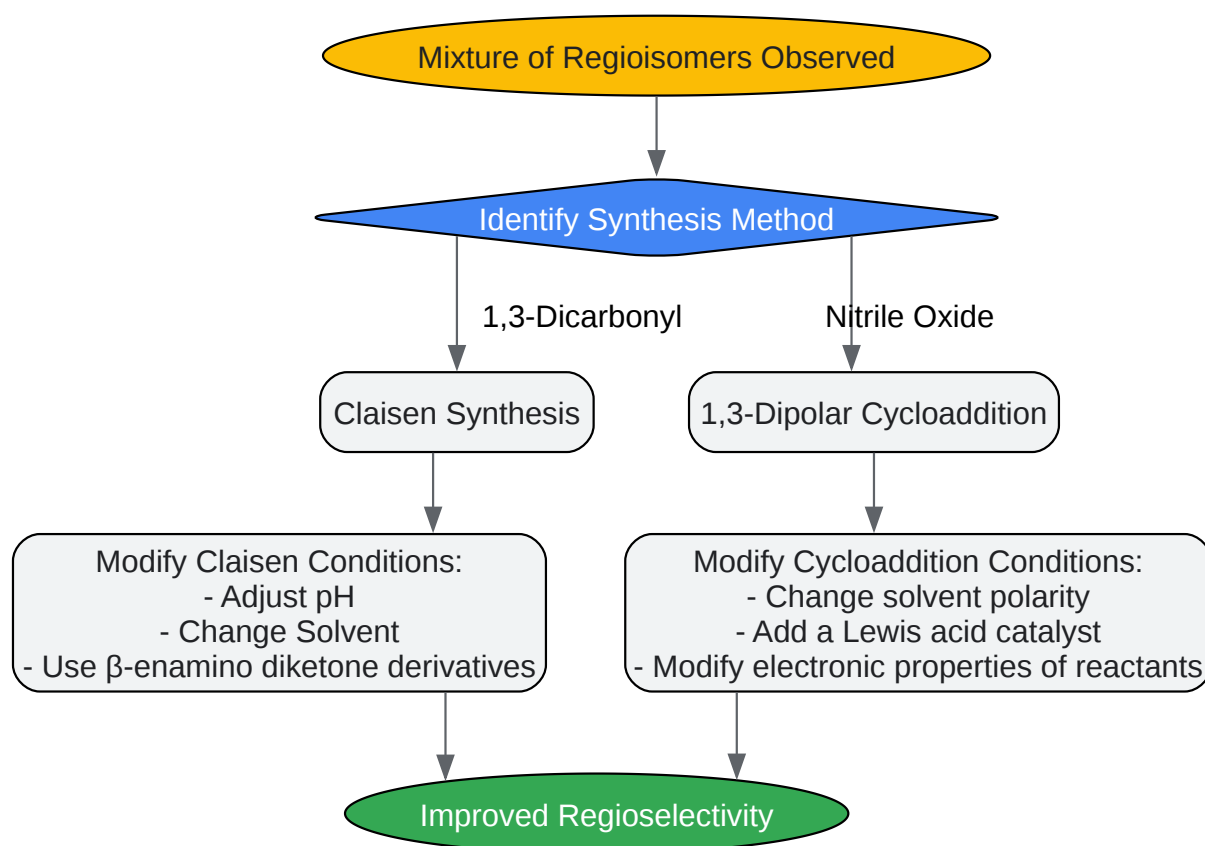 Mixture of Regioisomers Observed
Identify Synthesis Method
1,3-Dicarbonyl
Nitrile Oxide
Claisen Synthesis
1,3-Dipolar Cycloaddition
Modify Claisen Conditions:
- Adjust pH
- Change Solvent
- Use β-enamino diketone derivatives
Modify Cycloaddition Conditions:
- Change solvent polarity
- Add a Lewis acid catalyst
- Modify electronic properties of reactants
Improved Regioselectivity